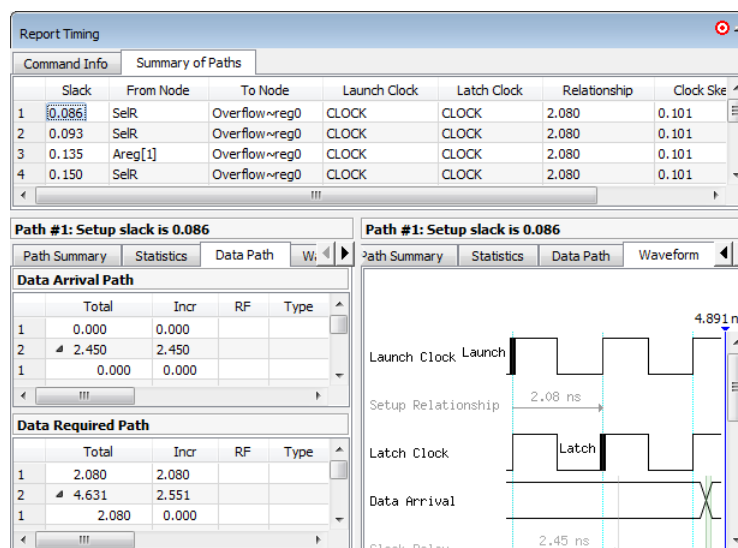 Report Timing
Command Info Summary of Paths
Slack From Node To Node Launch Clock Latch Clock Relationship Clock Ske
1 0.086 SelR Overflow~reg0 CLOCK CLOCK 2.080 0.101
2 0.093 SelR Overflow~reg0 CLOCK CLOCK 2.080 0.101
3 0.135 Areg[1] Overflow~reg0 CLOCK CLOCK 2.080 0.101
4 0.150 SelR Overflow~reg0 CLOCK CLOCK 2.080 0.101
Path #1: Setup slack is 0.086
Path Summary Statistics Data Path
Data Arrival Path
Total Incr RF Type
1 0.000 0.000
2 2.450 2.450
1 0.000 0.000
Data Required Path
Total Incr RF Type
1 2.080 2.080
2 4.631 2.551
1 2.080 0.000
Path #1: Setup slack is 0.086
Path Summary Statistics Data Path Waveform
4.891 n
Launch Clock Launch
Setup Relationship 2.08 ns
Latch Clock Latch
Data Arrival
Clock Delay 2.45 ns